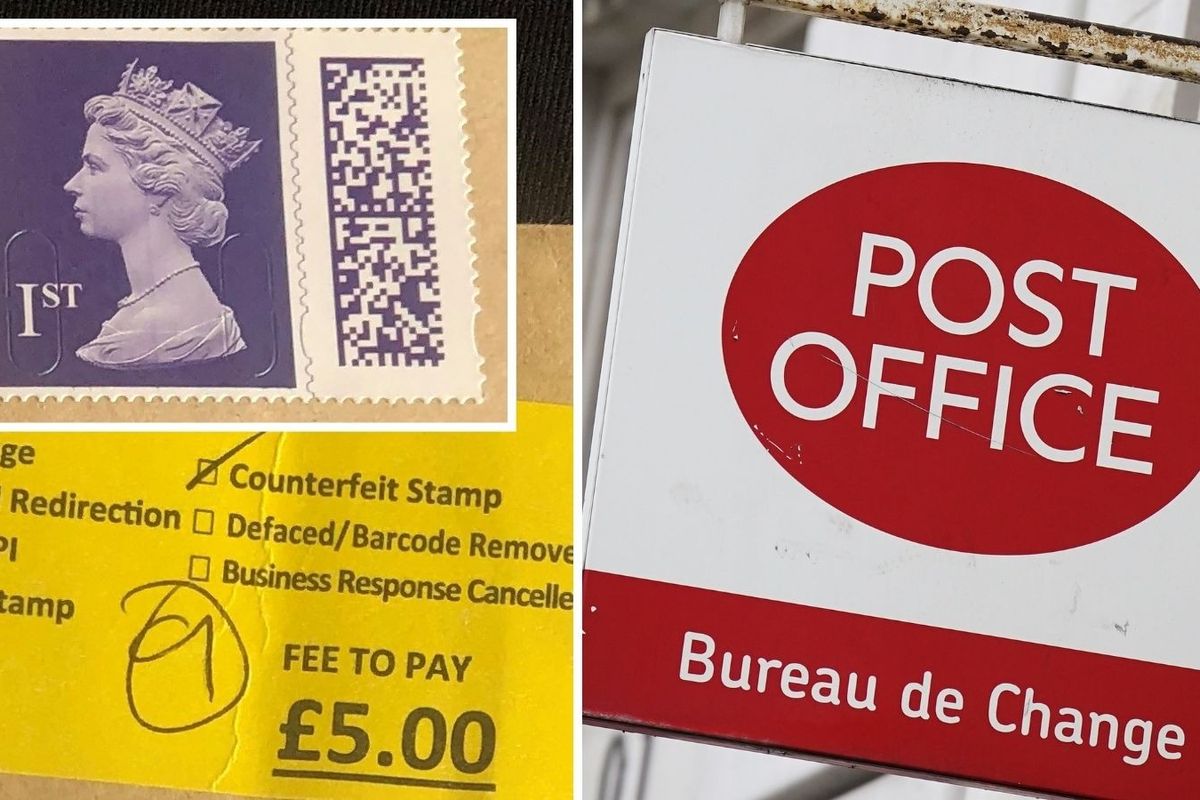 1ST
ge
Counterfeit Stamp
Redirection
Defaced/Barcode Remove
PI
Business Response Cancelle
tamp
9
FEE TO PAY
£5.00
POST
OFFICE
Bureau de Change